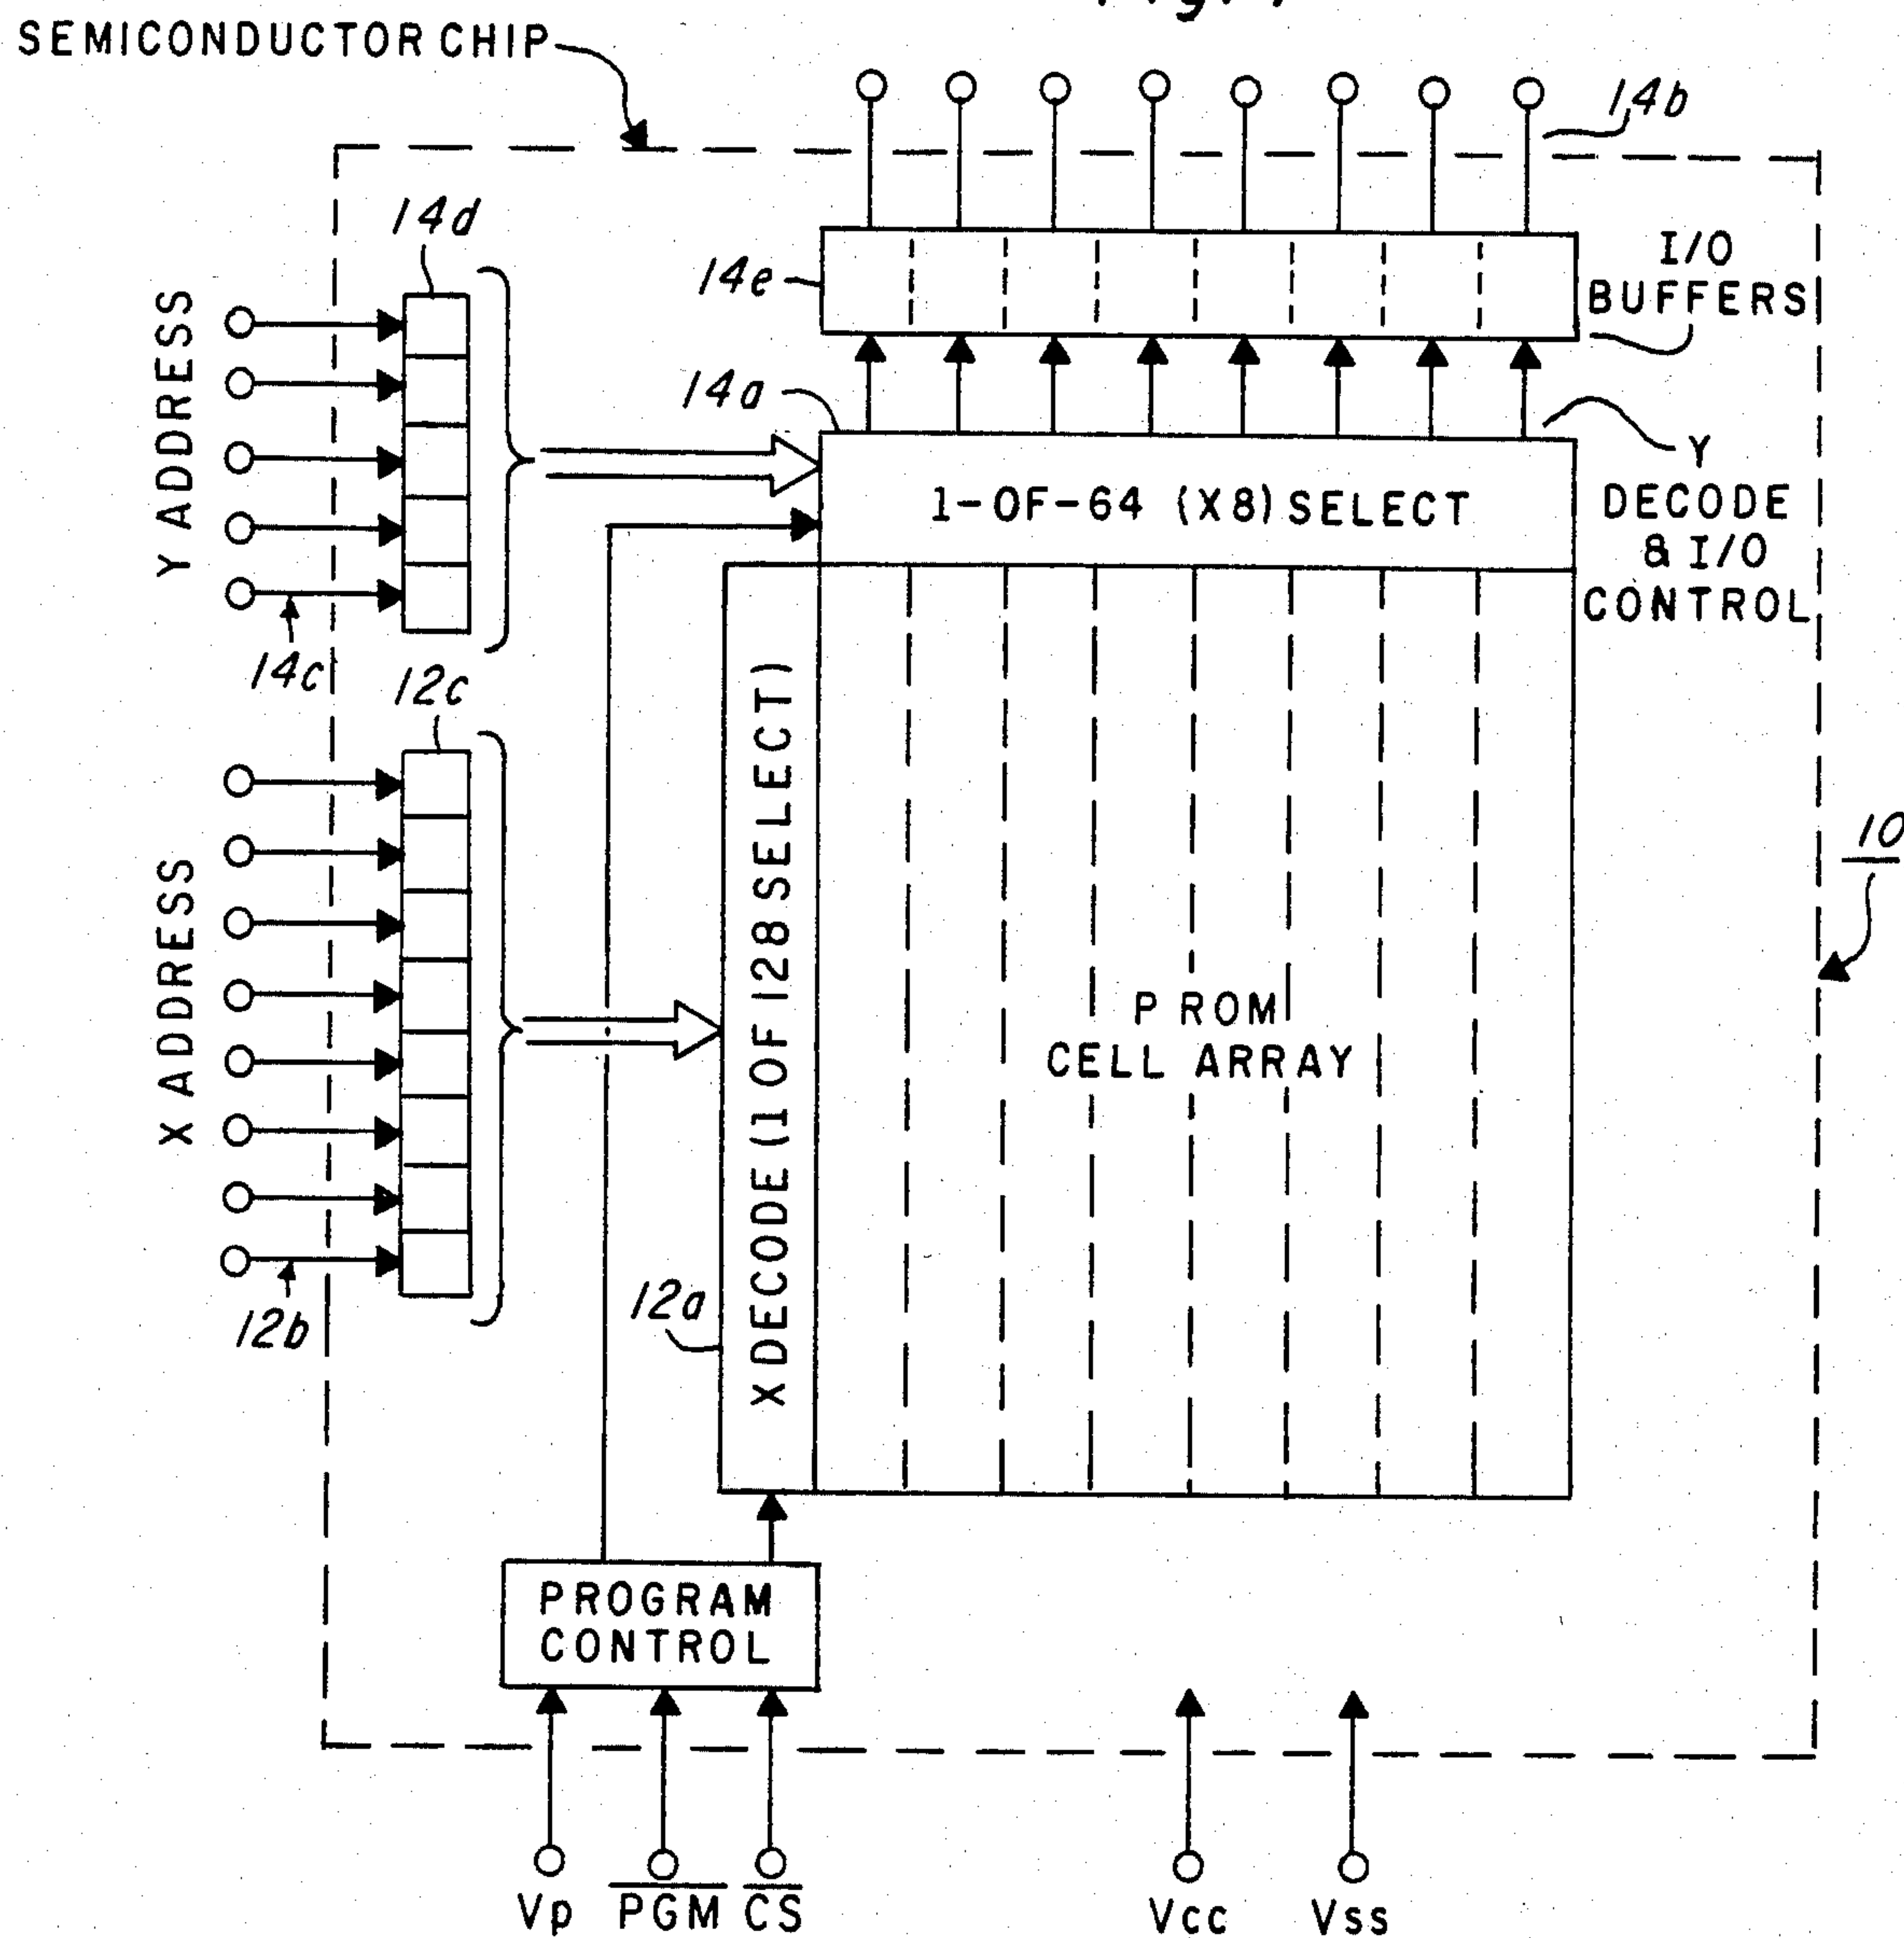 SEMICONDUCTOR CHIP
14b
14d
14e
I/O
BUFFERS
Y ADDRESS
14a
Y
DECODE
& I/O
CONTROL
1-OF-64 (X8) SELECT
14c
12c
X ADDRESS
X DECODE (1 OF 128 SELECT)
10
PROM
CELL ARRAY
12a
12b
PROGRAM
CONTROL
Vp
PGM
CS
Vcc
Vss